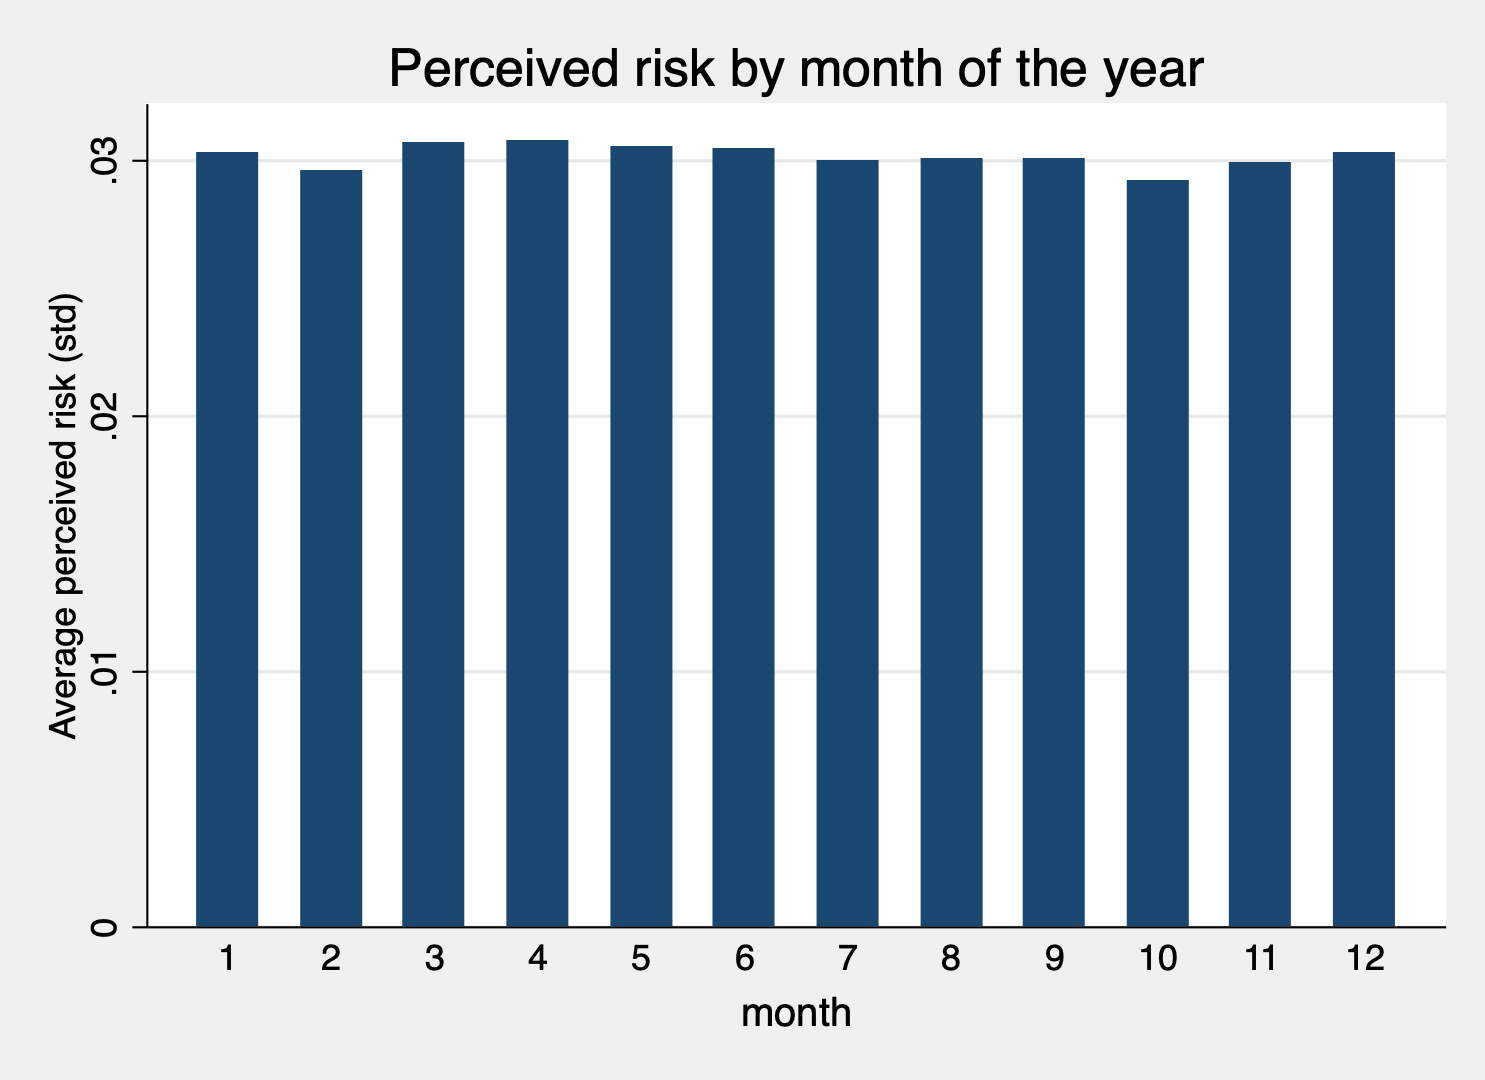 Perceived risk by month of the year
Average perceived risk (std)
.03
.02
.01
0
1 2 3 4 5 6 7 8 9 10 11 12
month